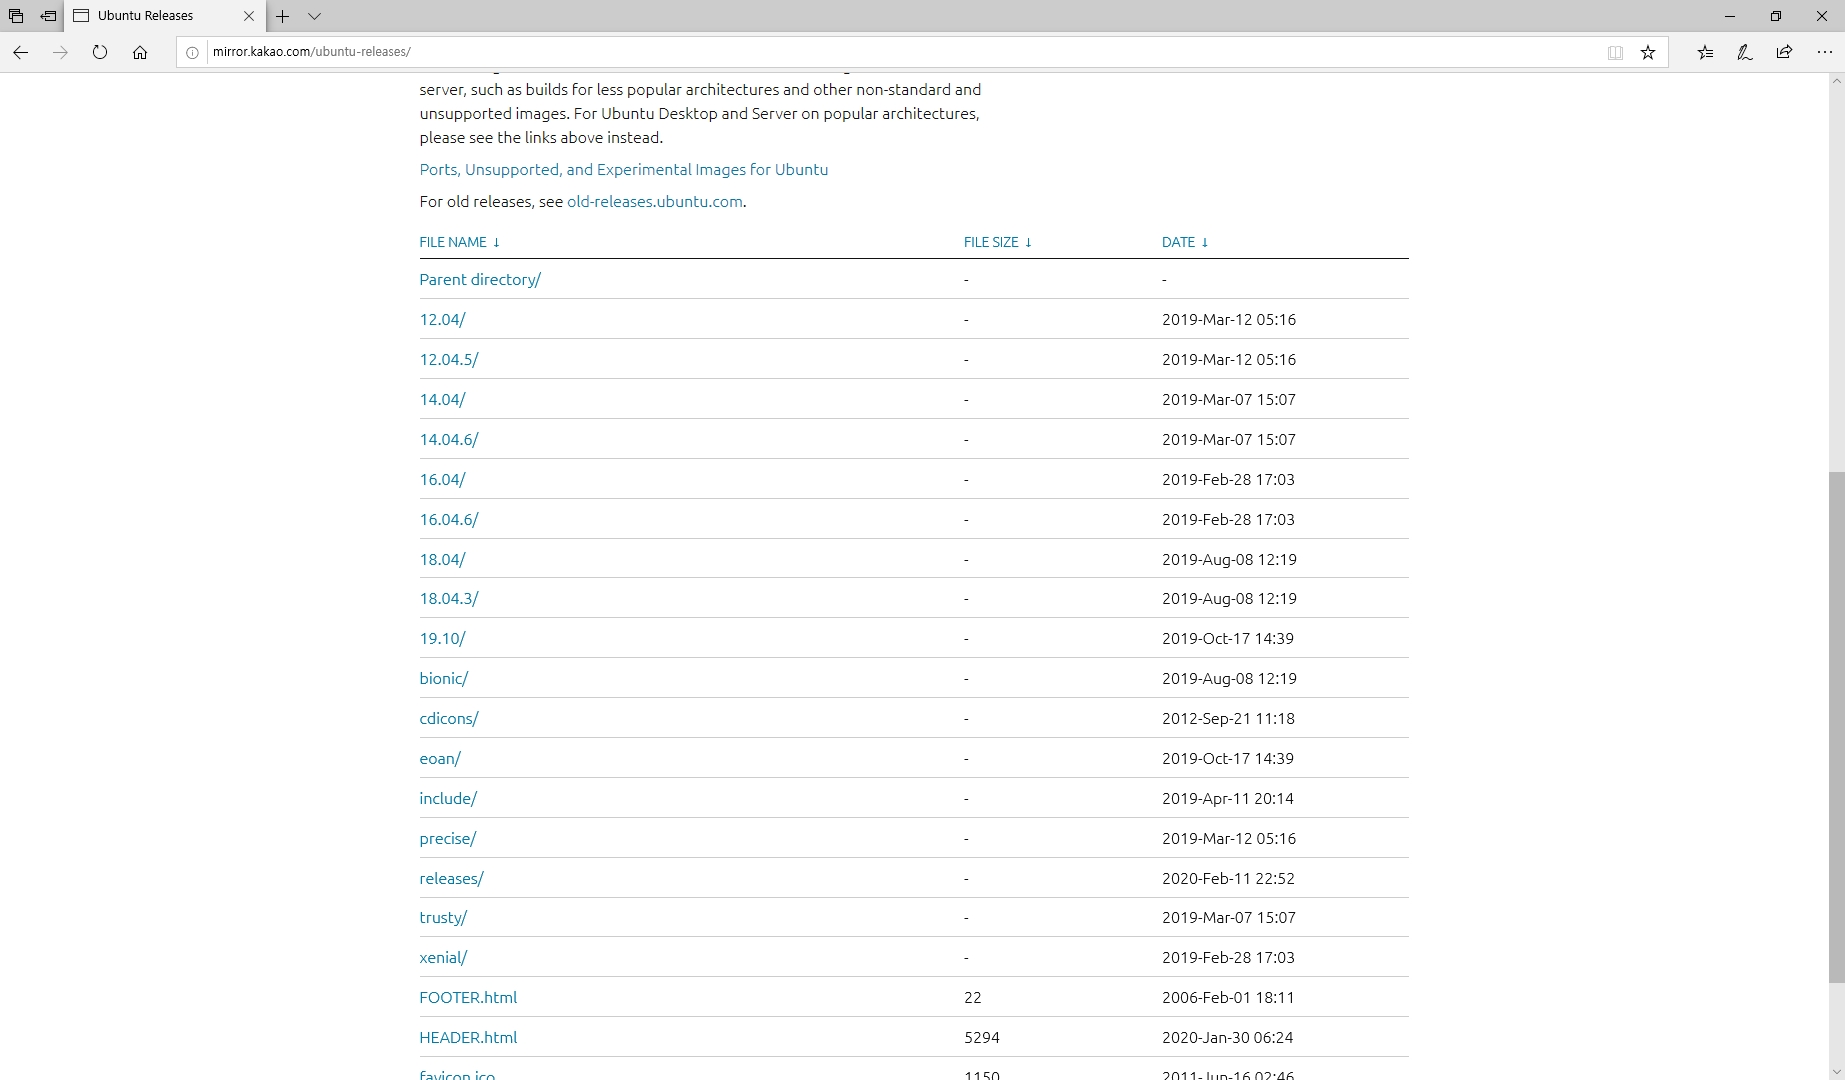 Ubuntu Releases
mirror.kakao.com/ubuntu-releases/
server, such as builds for less popular architectures and other non-standard and
unsupported images. For Ubuntu Desktop and Server on popular architectures,
please see the links above instead.
Ports, Unsupported, and Experimental Images for Ubuntu
For old releases, see old-releases.ubuntu.com.
FILE NAME ↓ FILE SIZE ↓ DATE ↓
Parent directory/ - -
12.04/ - 2019-Mar-12 05:16
12.04.5/ - 2019-Mar-12 05:16
14.04/ - 2019-Mar-07 15:07
14.04.6/ - 2019-Mar-07 15:07
16.04/ - 2019-Feb-28 17:03
16.04.6/ - 2019-Feb-28 17:03
18.04/ - 2019-Aug-08 12:19
18.04.3/ - 2019-Aug-08 12:19
19.10/ - 2019-Oct-17 14:39
bionic/ - 2019-Aug-08 12:19
cdicons/ - 2012-Sep-21 11:18
eoan/ - 2019-Oct-17 14:39
include/ - 2019-Apr-11 20:14
precise/ - 2019-Mar-12 05:16
releases/ - 2020-Feb-11 22:52
trusty/ - 2019-Mar-07 15:07
xenial/ - 2019-Feb-28 17:03
FOOTER.html 22 2006-Feb-01 18:11
HEADER.html 5294 2020-Jan-30 06:24
favicon.ico 1150 2011-Jun-16 02:46